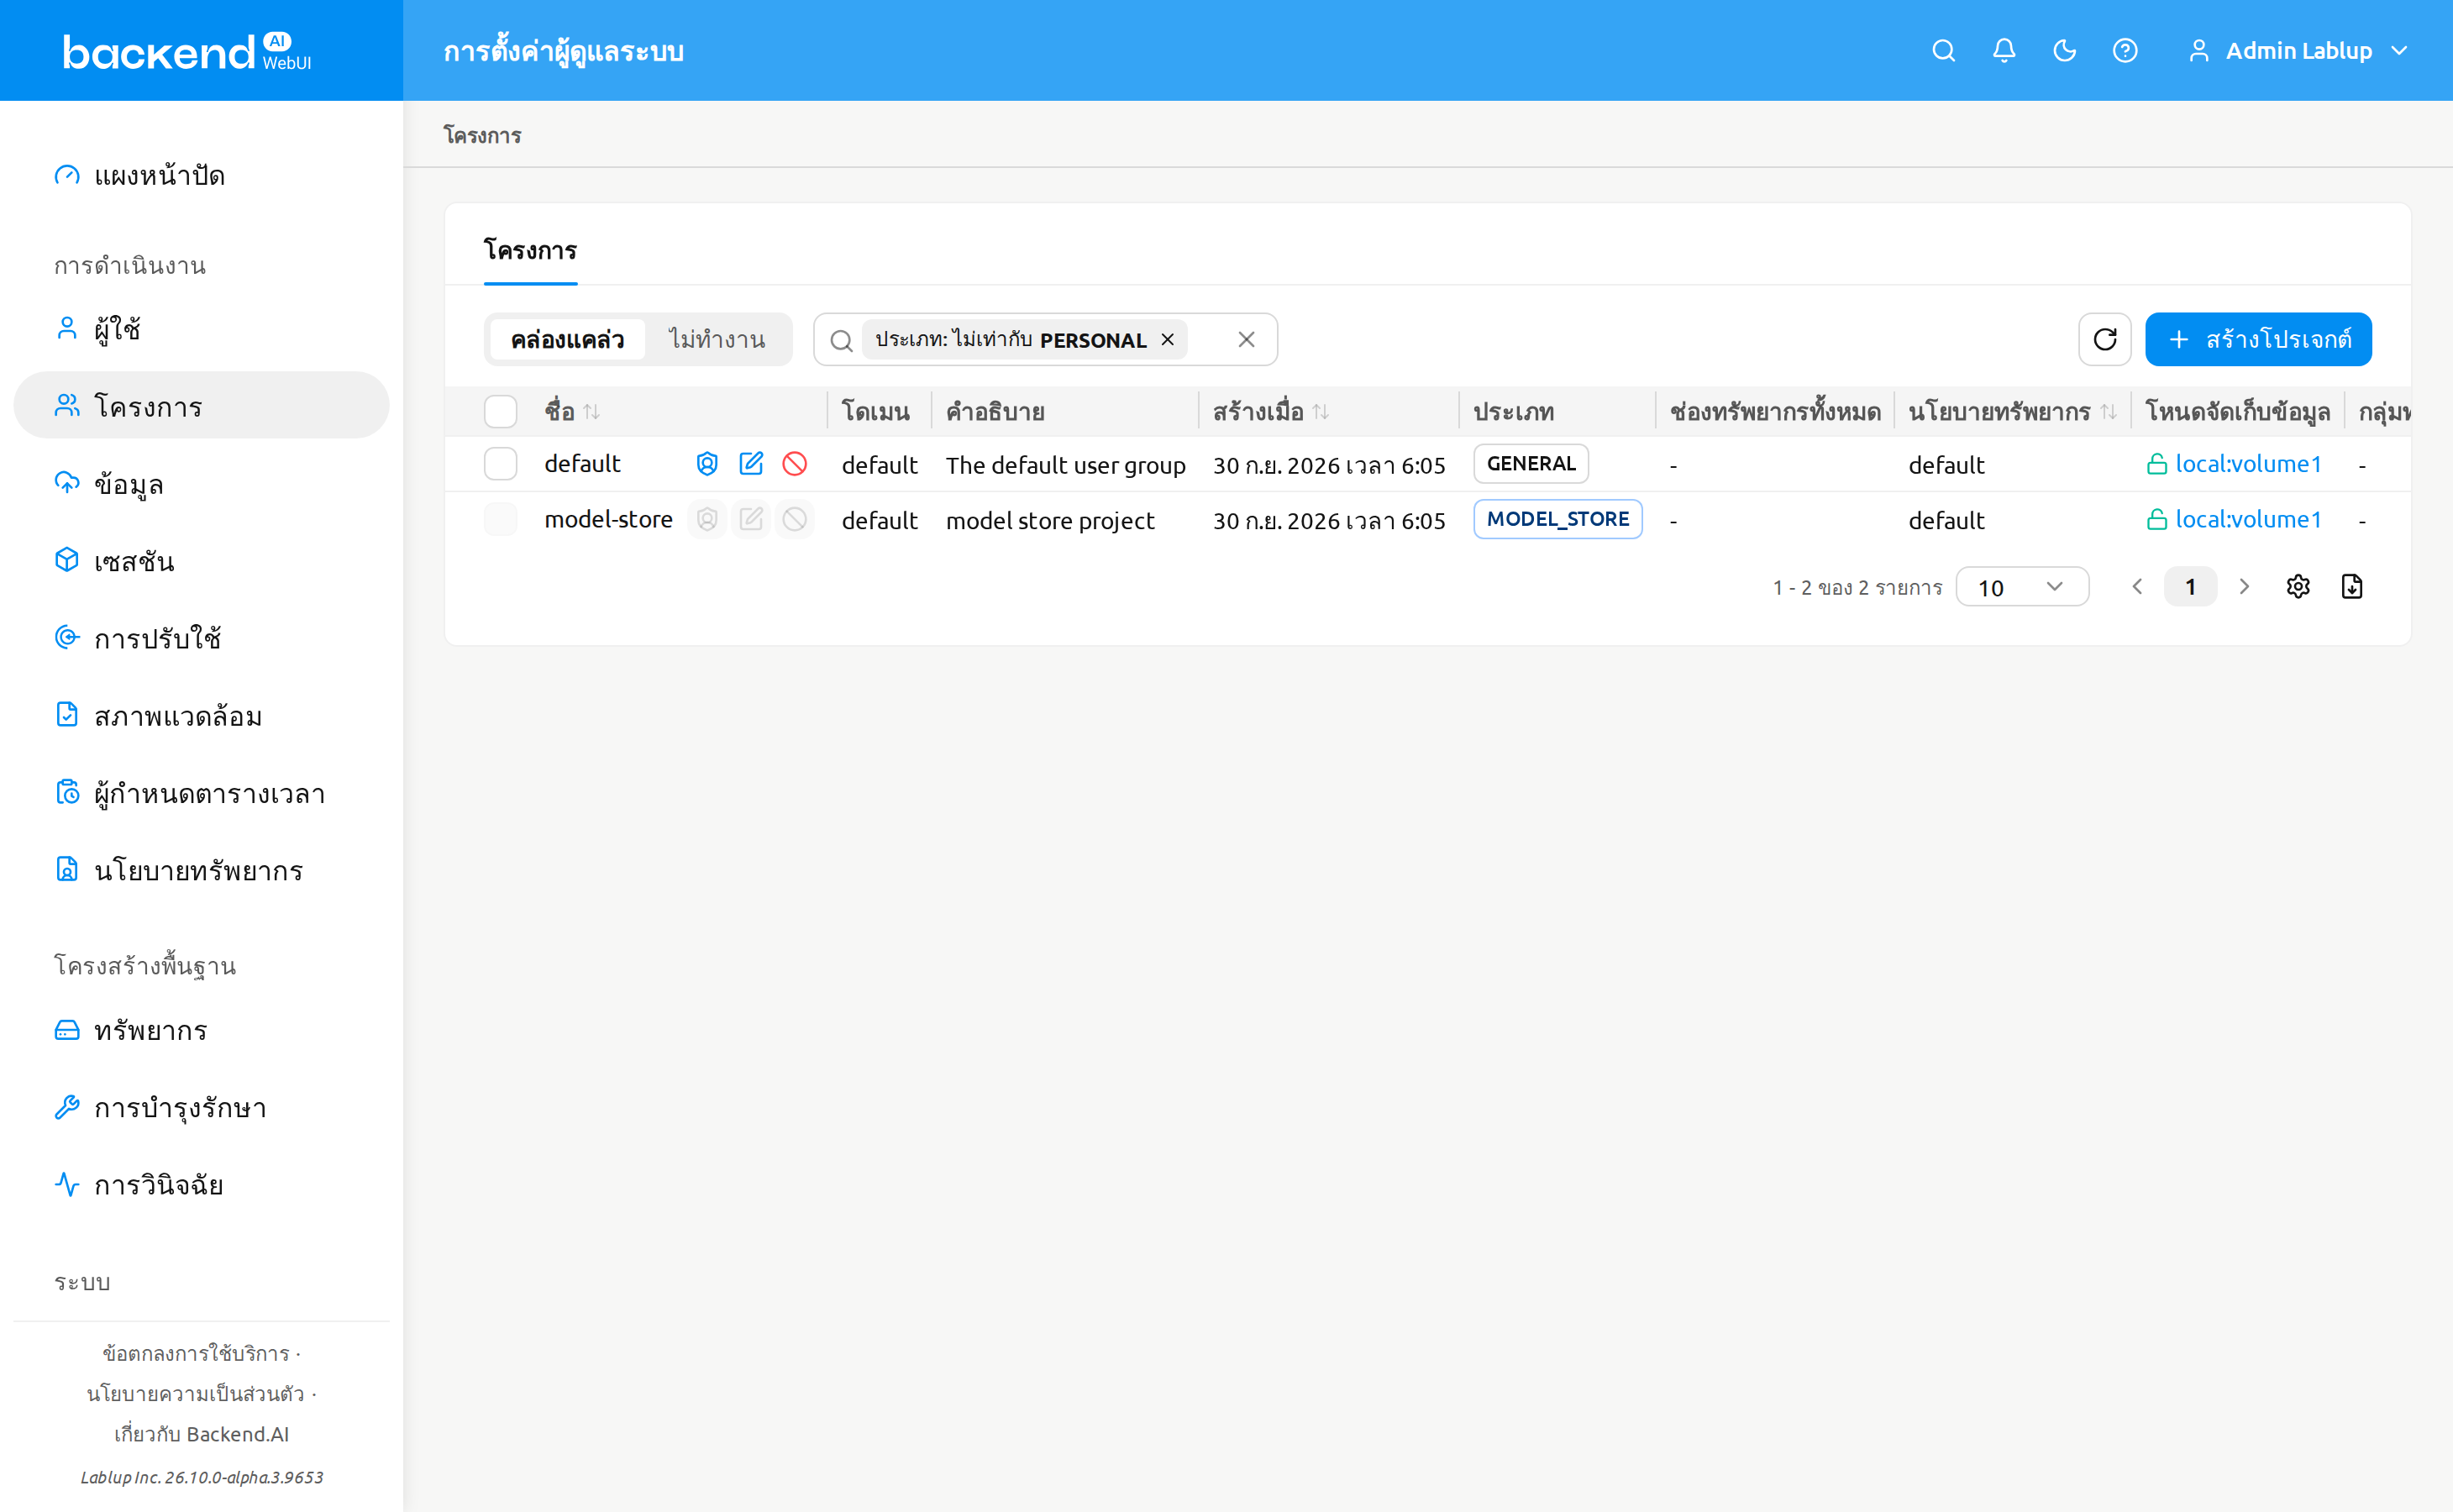 backend AI WebUI
การตั้งค่าผู้ดูแลระบบ
Admin Lablup
แผงหน้าปัด
การดำเนินงาน
ผู้ใช้
โครงการ
ข้อมูล
เซสชัน
การปรับใช้
สภาพแวดล้อม
ผู้กำหนดตารางเวลา
นโยบายทรัพยากร
โครงสร้างพื้นฐาน
ทรัพยากร
การบำรุงรักษา
การวินิจฉัย
ระบบ
ข้อตกลงการใช้บริการ ·
นโยบายความเป็นส่วนตัว ·
เกี่ยวกับ Backend.AI
Lablup Inc. 26.10.0-alpha.3.9653
โครงการ
โครงการ
คล่องแคล่ว ไม่ทำงาน ประเภท: ไม่เท่ากับ PERSONAL สร้างโปรเจกต์
ชื่อ โดเมน คำอธิบาย สร้างเมื่อ ประเภท ช่องทรัพยากรทั้งหมด นโยบายทรัพยากร โหนดจัดเก็บข้อมูล
default default The default user group 30 ก.ย. 2026 เวลา 6:05 GENERAL - default local:volume1 -
model-store default model store project 30 ก.ย. 2026 เวลา 6:05 MODEL_STORE - default local:volume1 -
1 - 2 ของ 2 รายการ 10 1